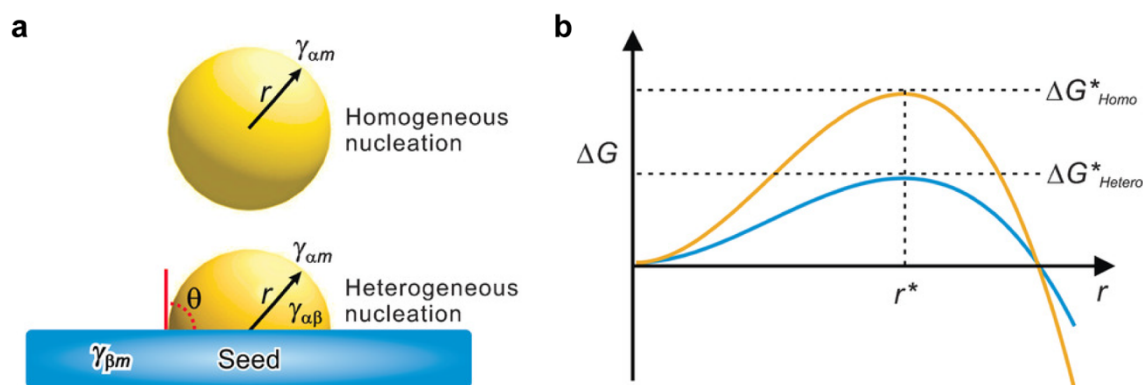 a
γαm
r
Homogeneous
nucleation
γαm
θ
r
γαβ
Heterogeneous
nucleation
γβm
Seed
b
ΔG*Homo
ΔG
ΔG*Hetero
r*
r